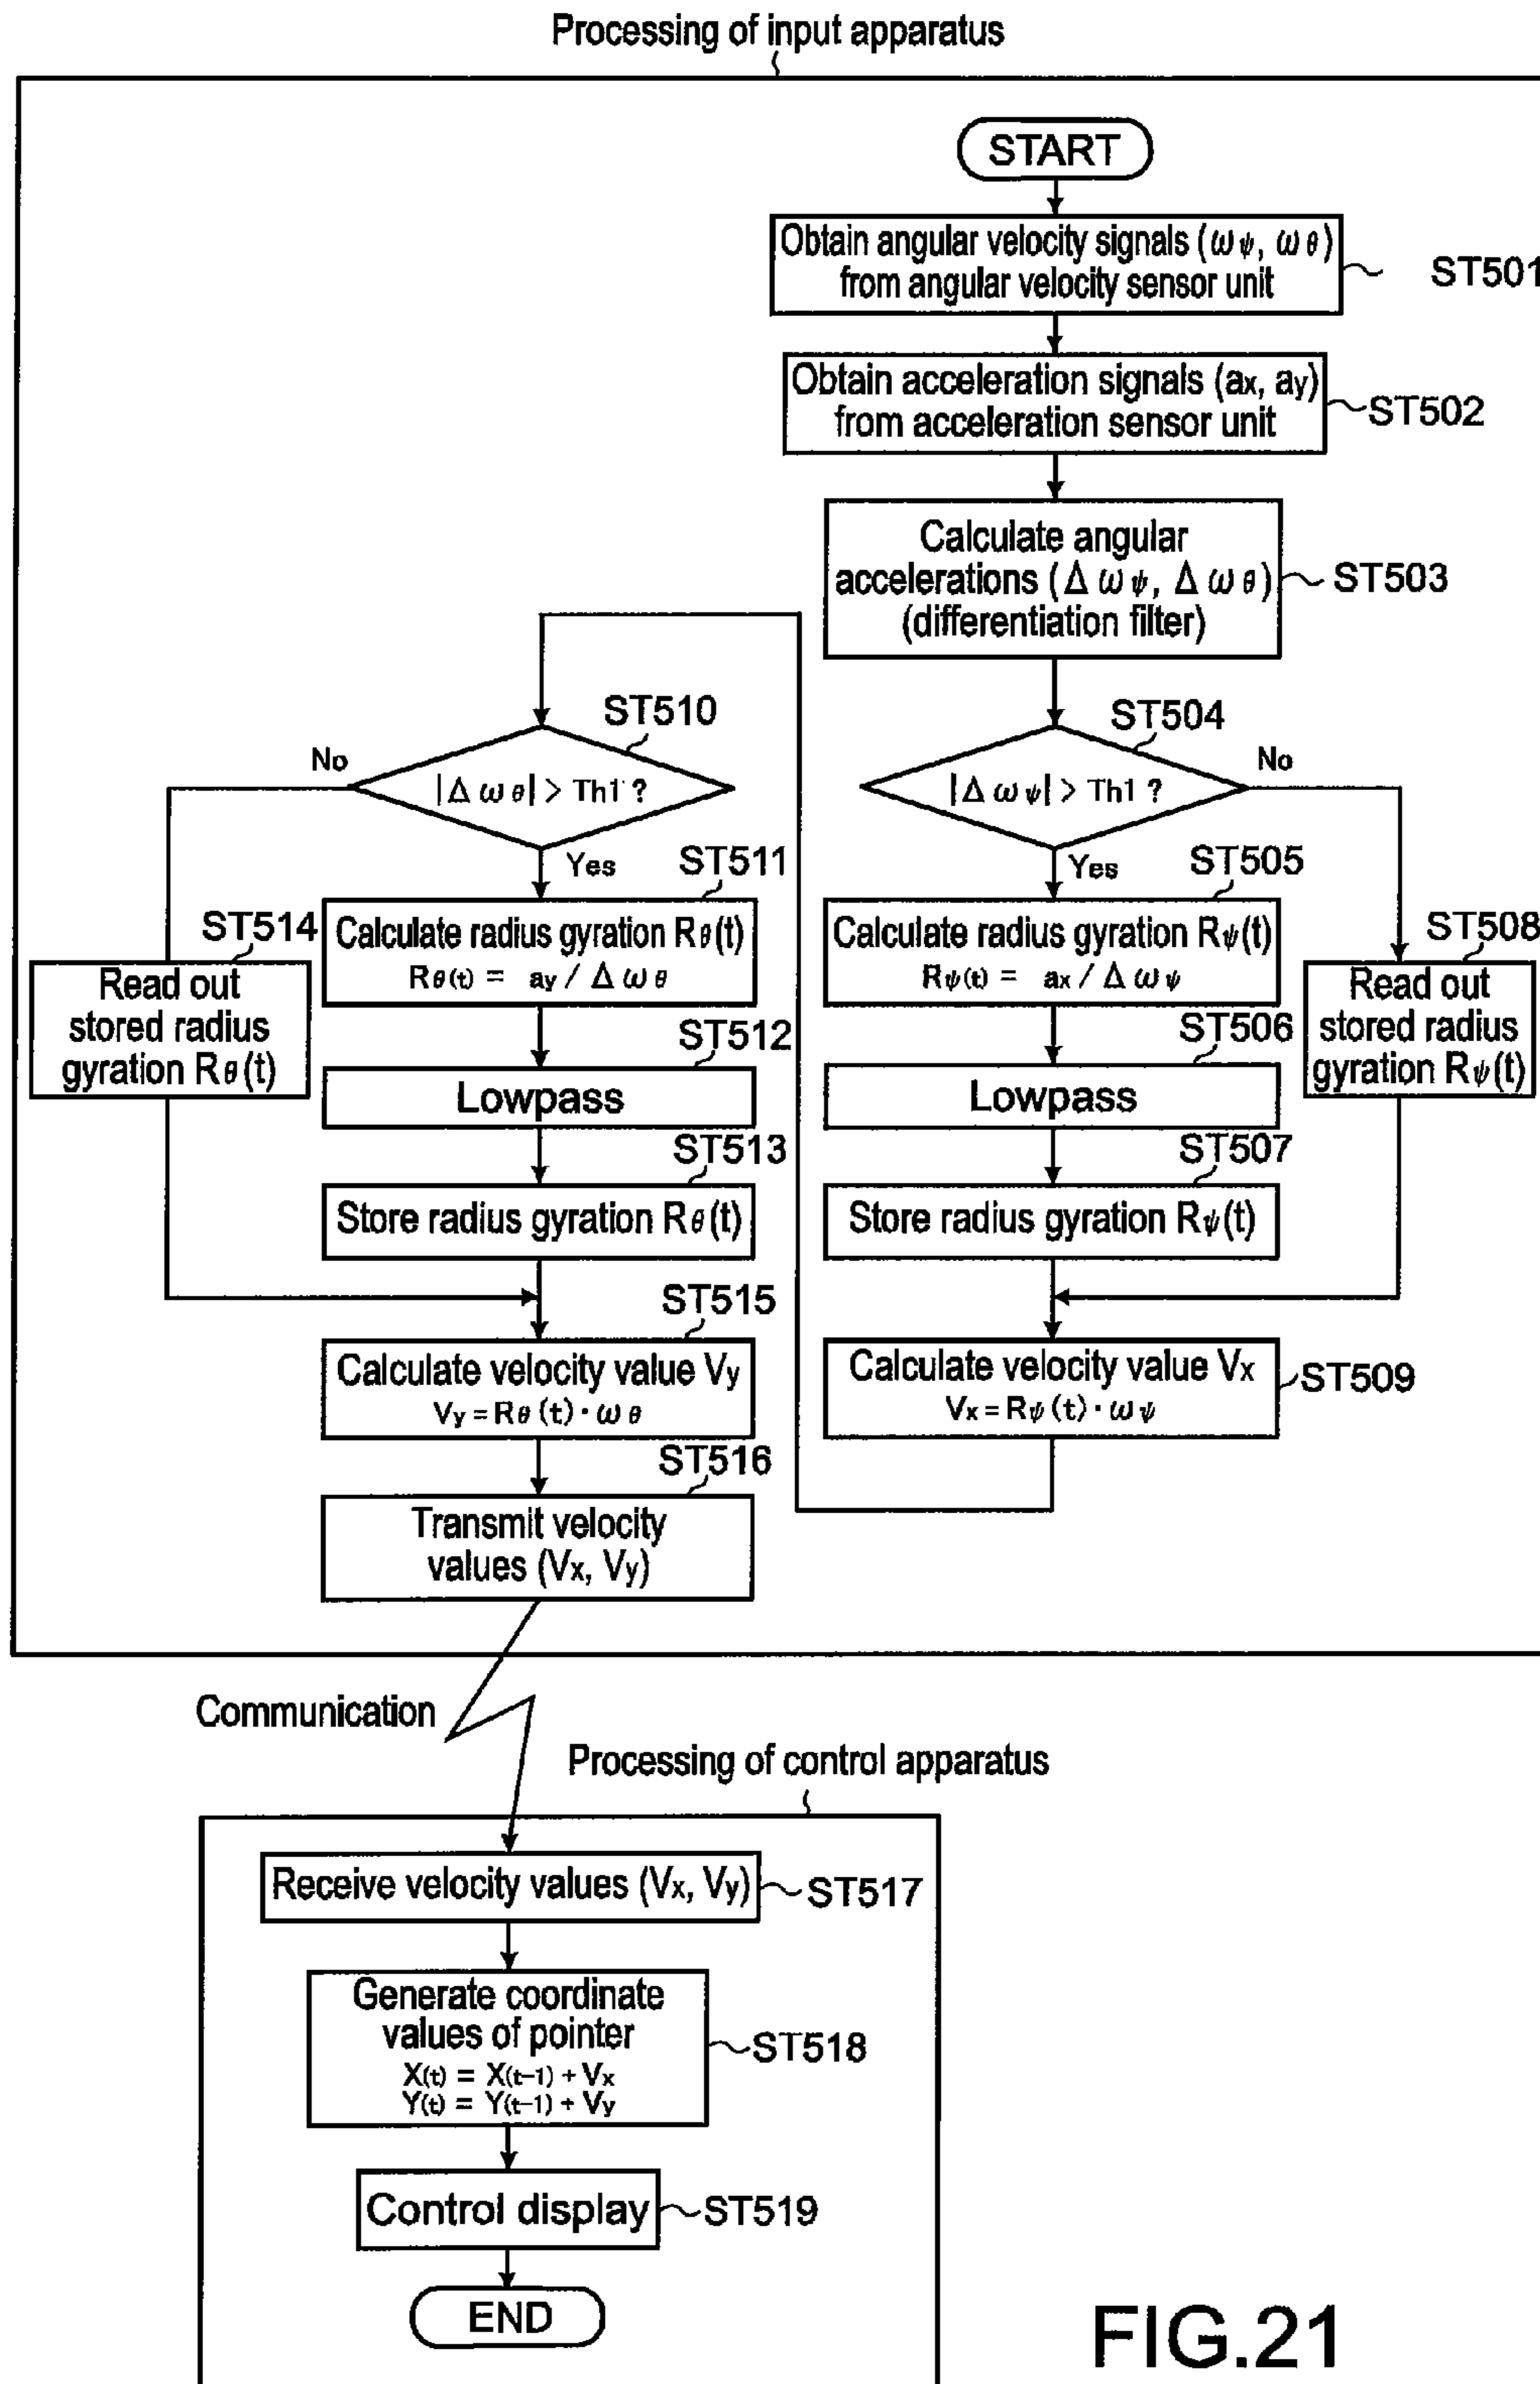 Processing of input apparatus
START
Obtain angular velocity signals (ωψ, ωθ)
from angular velocity sensor unit
ST501
Obtain acceleration signals (ax, ay)
from acceleration sensor unit
ST502
Calculate angular
accelerations (Δωψ, Δωθ)
(differentiation filter)
ST503
ST504
|Δωψ| > Th1 ?
No
Yes
ST505
Calculate radius gyration Rψ(t)
Rψ(t) = ax / Δωψ
ST506
Lowpass
ST507
Store radius gyration Rψ(t)
ST508
Read out
stored radius
gyration Rψ(t)
Calculate velocity value Vx
Vx = Rψ(t)・ωψ
ST509
ST510
|Δωθ| > Th1 ?
No
Yes
ST511
Calculate radius gyration Rθ(t)
Rθ(t) = ay / Δωθ
ST512
Lowpass
ST513
Store radius gyration Rθ(t)
ST514
Read out
stored radius
gyration Rθ(t)
ST515
Calculate velocity value Vy
Vy = Rθ(t)・ωθ
ST516
Transmit velocity
values (Vx, Vy)
Communication
Processing of control apparatus
Receive velocity values (Vx, Vy)
ST517
Generate coordinate
values of pointer
X(t) = X(t-1) + Vx
Y(t) = Y(t-1) + Vy
ST518
Control display
ST519
END
FIG.21